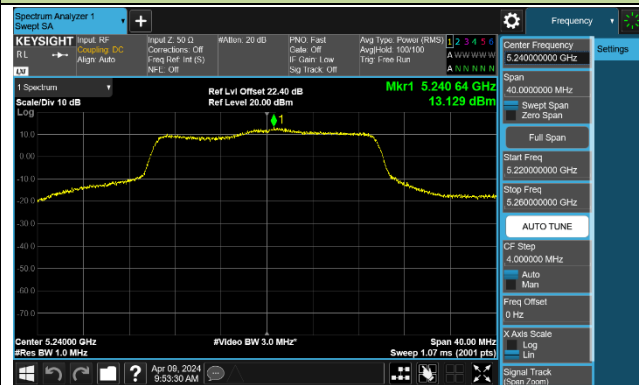 Spectrum Analyzer 1
Swept SA
Frequency
KEYSIGHT
RL
LXI
Input: RF
Coupling: DC
Align: Auto
Input Z: 50 Ω
Corrections: Off
Freq Ref: Int (S)
NFE: Off
#Atten: 20 dB
PNO: Fast
Gate: Off
IF Gain: Low
Sig Track: Off
Avg Type: Power (RMS)
Avg|Hold: 100/100
Trig: Free Run
1 2 3 4 5 6
A W W W W W
A N N N N N
Center Frequency
5.240000000 GHz
Settings
Span
40.0000000 MHz
Swept Span
Zero Span
Full Span
Start Freq
5.220000000 GHz
Stop Freq
5.260000000 GHz
AUTO TUNE
CF Step
4.000000 MHz
Auto
Man
Freq Offset
0 Hz
X Axis Scale
Log
Lin
Signal Track
(Span Zoom)
1 Spectrum
Scale/Div 10 dB
Log
Ref Lvl Offset 22.40 dB
Ref Level 20.00 dBm
Mkr1 5.240 64 GHz
13.129 dBm
1
10.0
0.00
-10.0
-20.0
-30.0
-40.0
-50.0
-60.0
-70.0
Center 5.24000 GHz
#Res BW 1.0 MHz
#Video BW 3.0 MHz*
Span 40.00 MHz
Sweep 1.07 ms (2001 pts)
Apr 09, 2024
9:53:30 AM